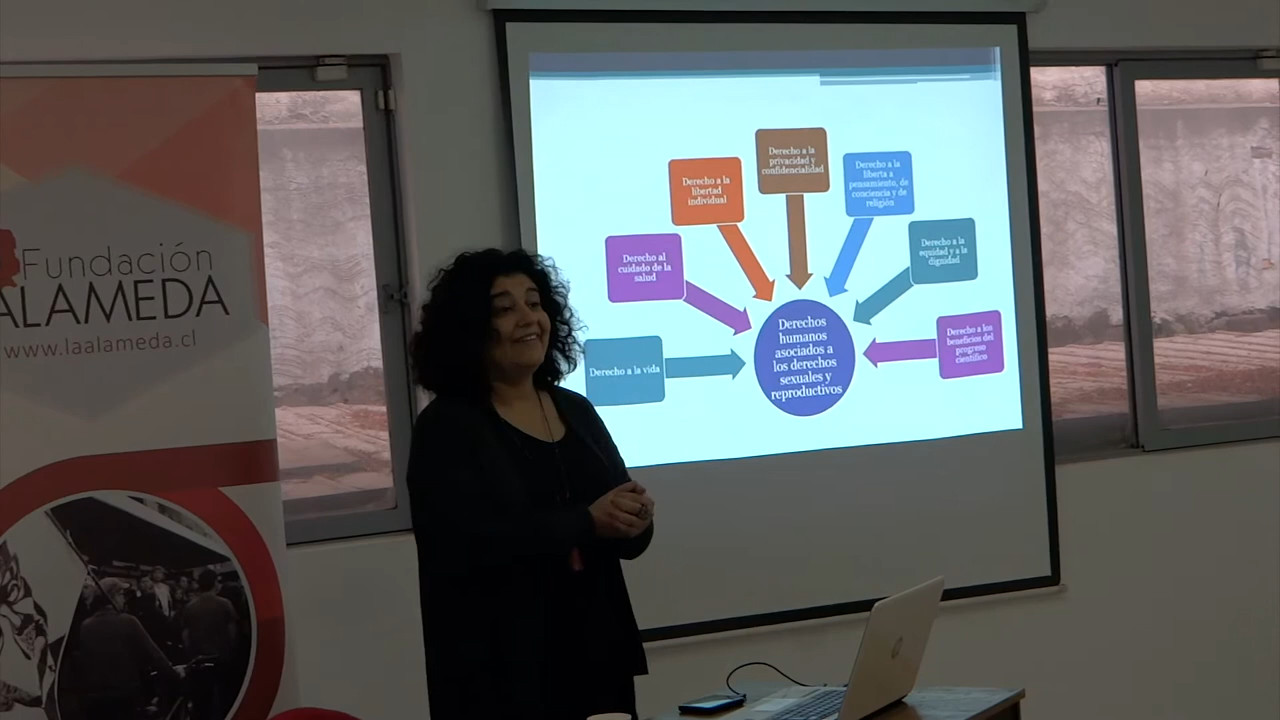 Fundación
ALAMEDA
www.laalameda.cl
Derecho a la vida
Derecho al
cuidado de la
salud
Derecho a la
libertad
individual
Derecho a la
privacidad y
confidencialidad
Derecho a la
liberta a
pensamiento, de
conciencia y de
religión
Derecho a la
equidad y a la
dignidad
Derecho a los
beneficios del
progreso
científico
Derechos
humanos
asociados a
los derechos
sexuales y
reproductivos
hp